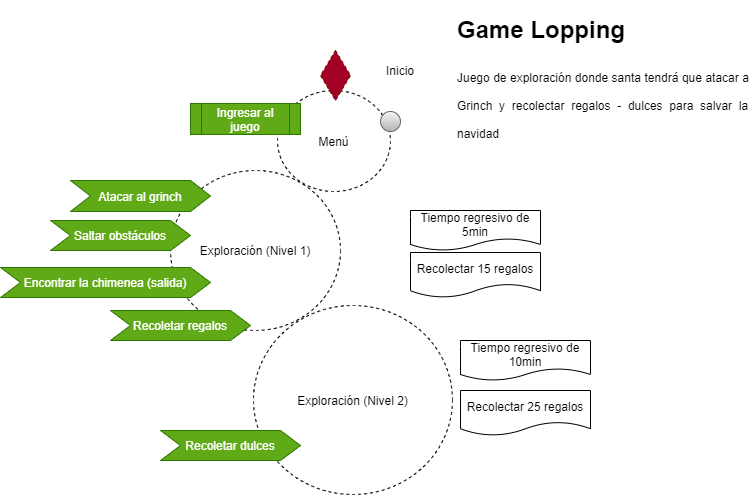 Game Lopping
Juego de exploración donde santa tendrá que atacar a
Grinch y recolectar regalos - dulces para salvar la
navidad
Inicio
Ingresar al
juego
Menú
Atacar al grinch
Saltar obstáculos
Exploración (Nivel 1)
Encontrar la chimenea (salida)
Recoletar regalos
Tiempo regresivo de
5min
Recolectar 15 regalos
Exploración (Nivel 2)
Recoletar dulces
Tiempo regresivo de
10min
Recolectar 25 regalos